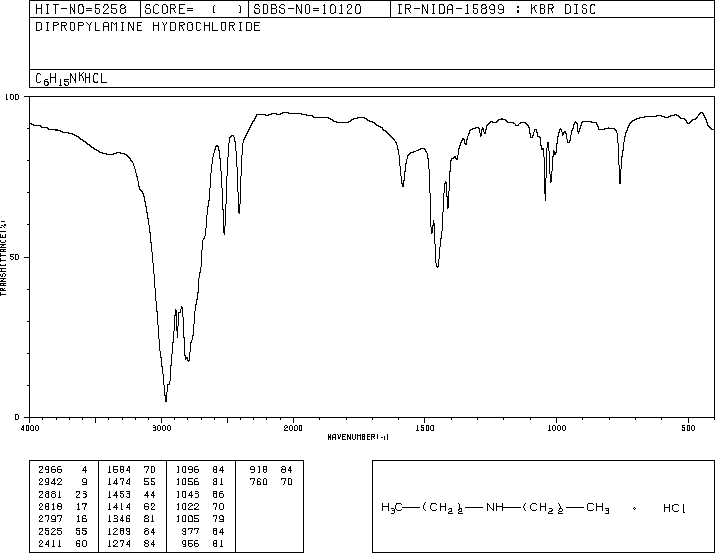 HIT-NO=5258 SCORE= ( ) SDBS-NO=10120 IR-NIDA-15899 : KBR DISC
DIPROPYLAMINE HYDROCHLORIDE
C6H15N*HCL
100
50
0
TRANSMITTANCE(%)
4000 3000 2000 1500 1000 500
WAVENUMBER(-1)
2966 4 1584 70 1096 84 918 84
2942 9 1474 55 1056 81 760 70
2881 23 1453 44 1043 66
2818 17 1414 62 1022 70
2797 16 1346 81 1005 79
2525 55 1289 84 977 84
2411 60 1274 84 956 81
H3C—(CH2)2—NH—(CH2)2—CH3 · HCl